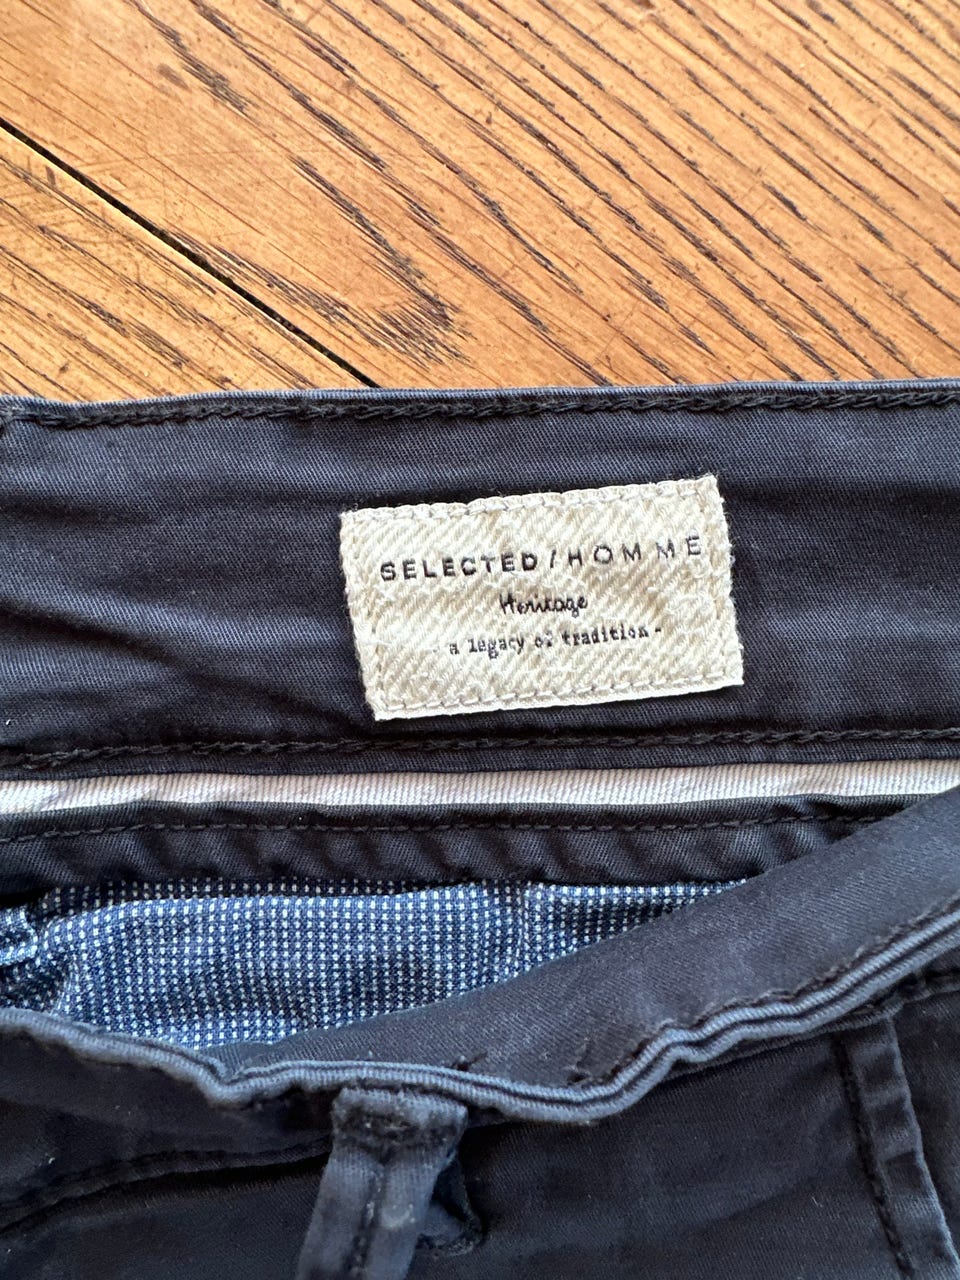 SELECTED / HOMME
Heritage
- a legacy of tradition -